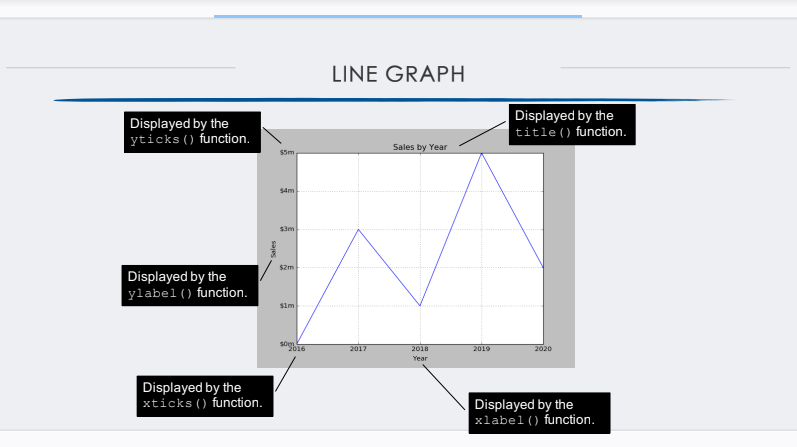 LINE GRAPH
Displayed by the
yticks() function.
Displayed by the
title() function.
Sales by Year
$5m
$4m
$3m
$2m
$1m
$0m
Sales
Displayed by the
ylabel() function.
2016 2017 2018 2019 2020
Year
Displayed by the
xticks() function.
Displayed by the
xlabel() function.